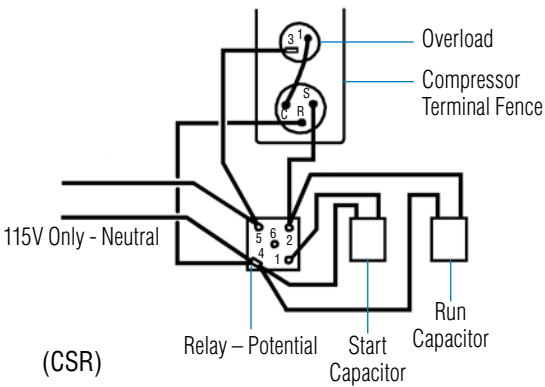 3 1
Overload
Compressor
Terminal Fence
S
C R
115V Only - Neutral
5 6 2
4 1
Relay – Potential
Start
Capacitor
Run
Capacitor
(CSR)